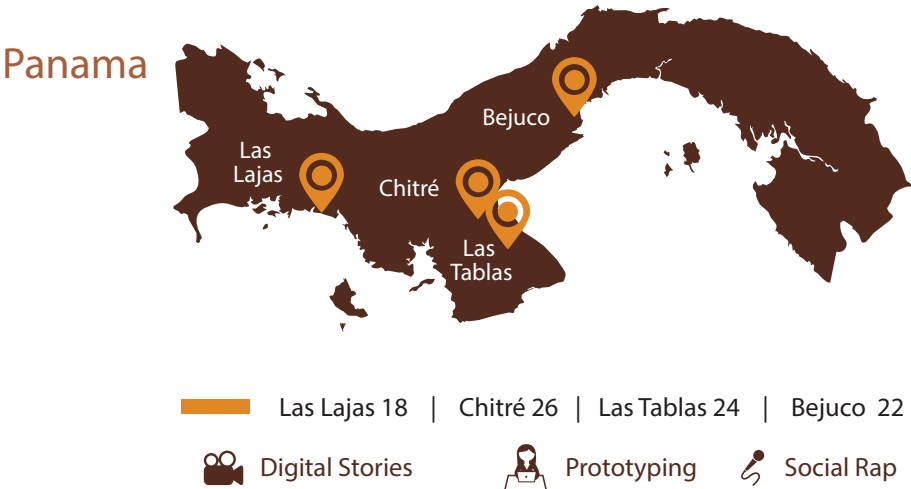 Panama
Bejuco
Las
Lajas
Chitré
Las
Tablas
Las Lajas 18 | Chitré 26 | Las Tablas 24 | Bejuco 22
Digital Stories
Prototyping
Social Rap